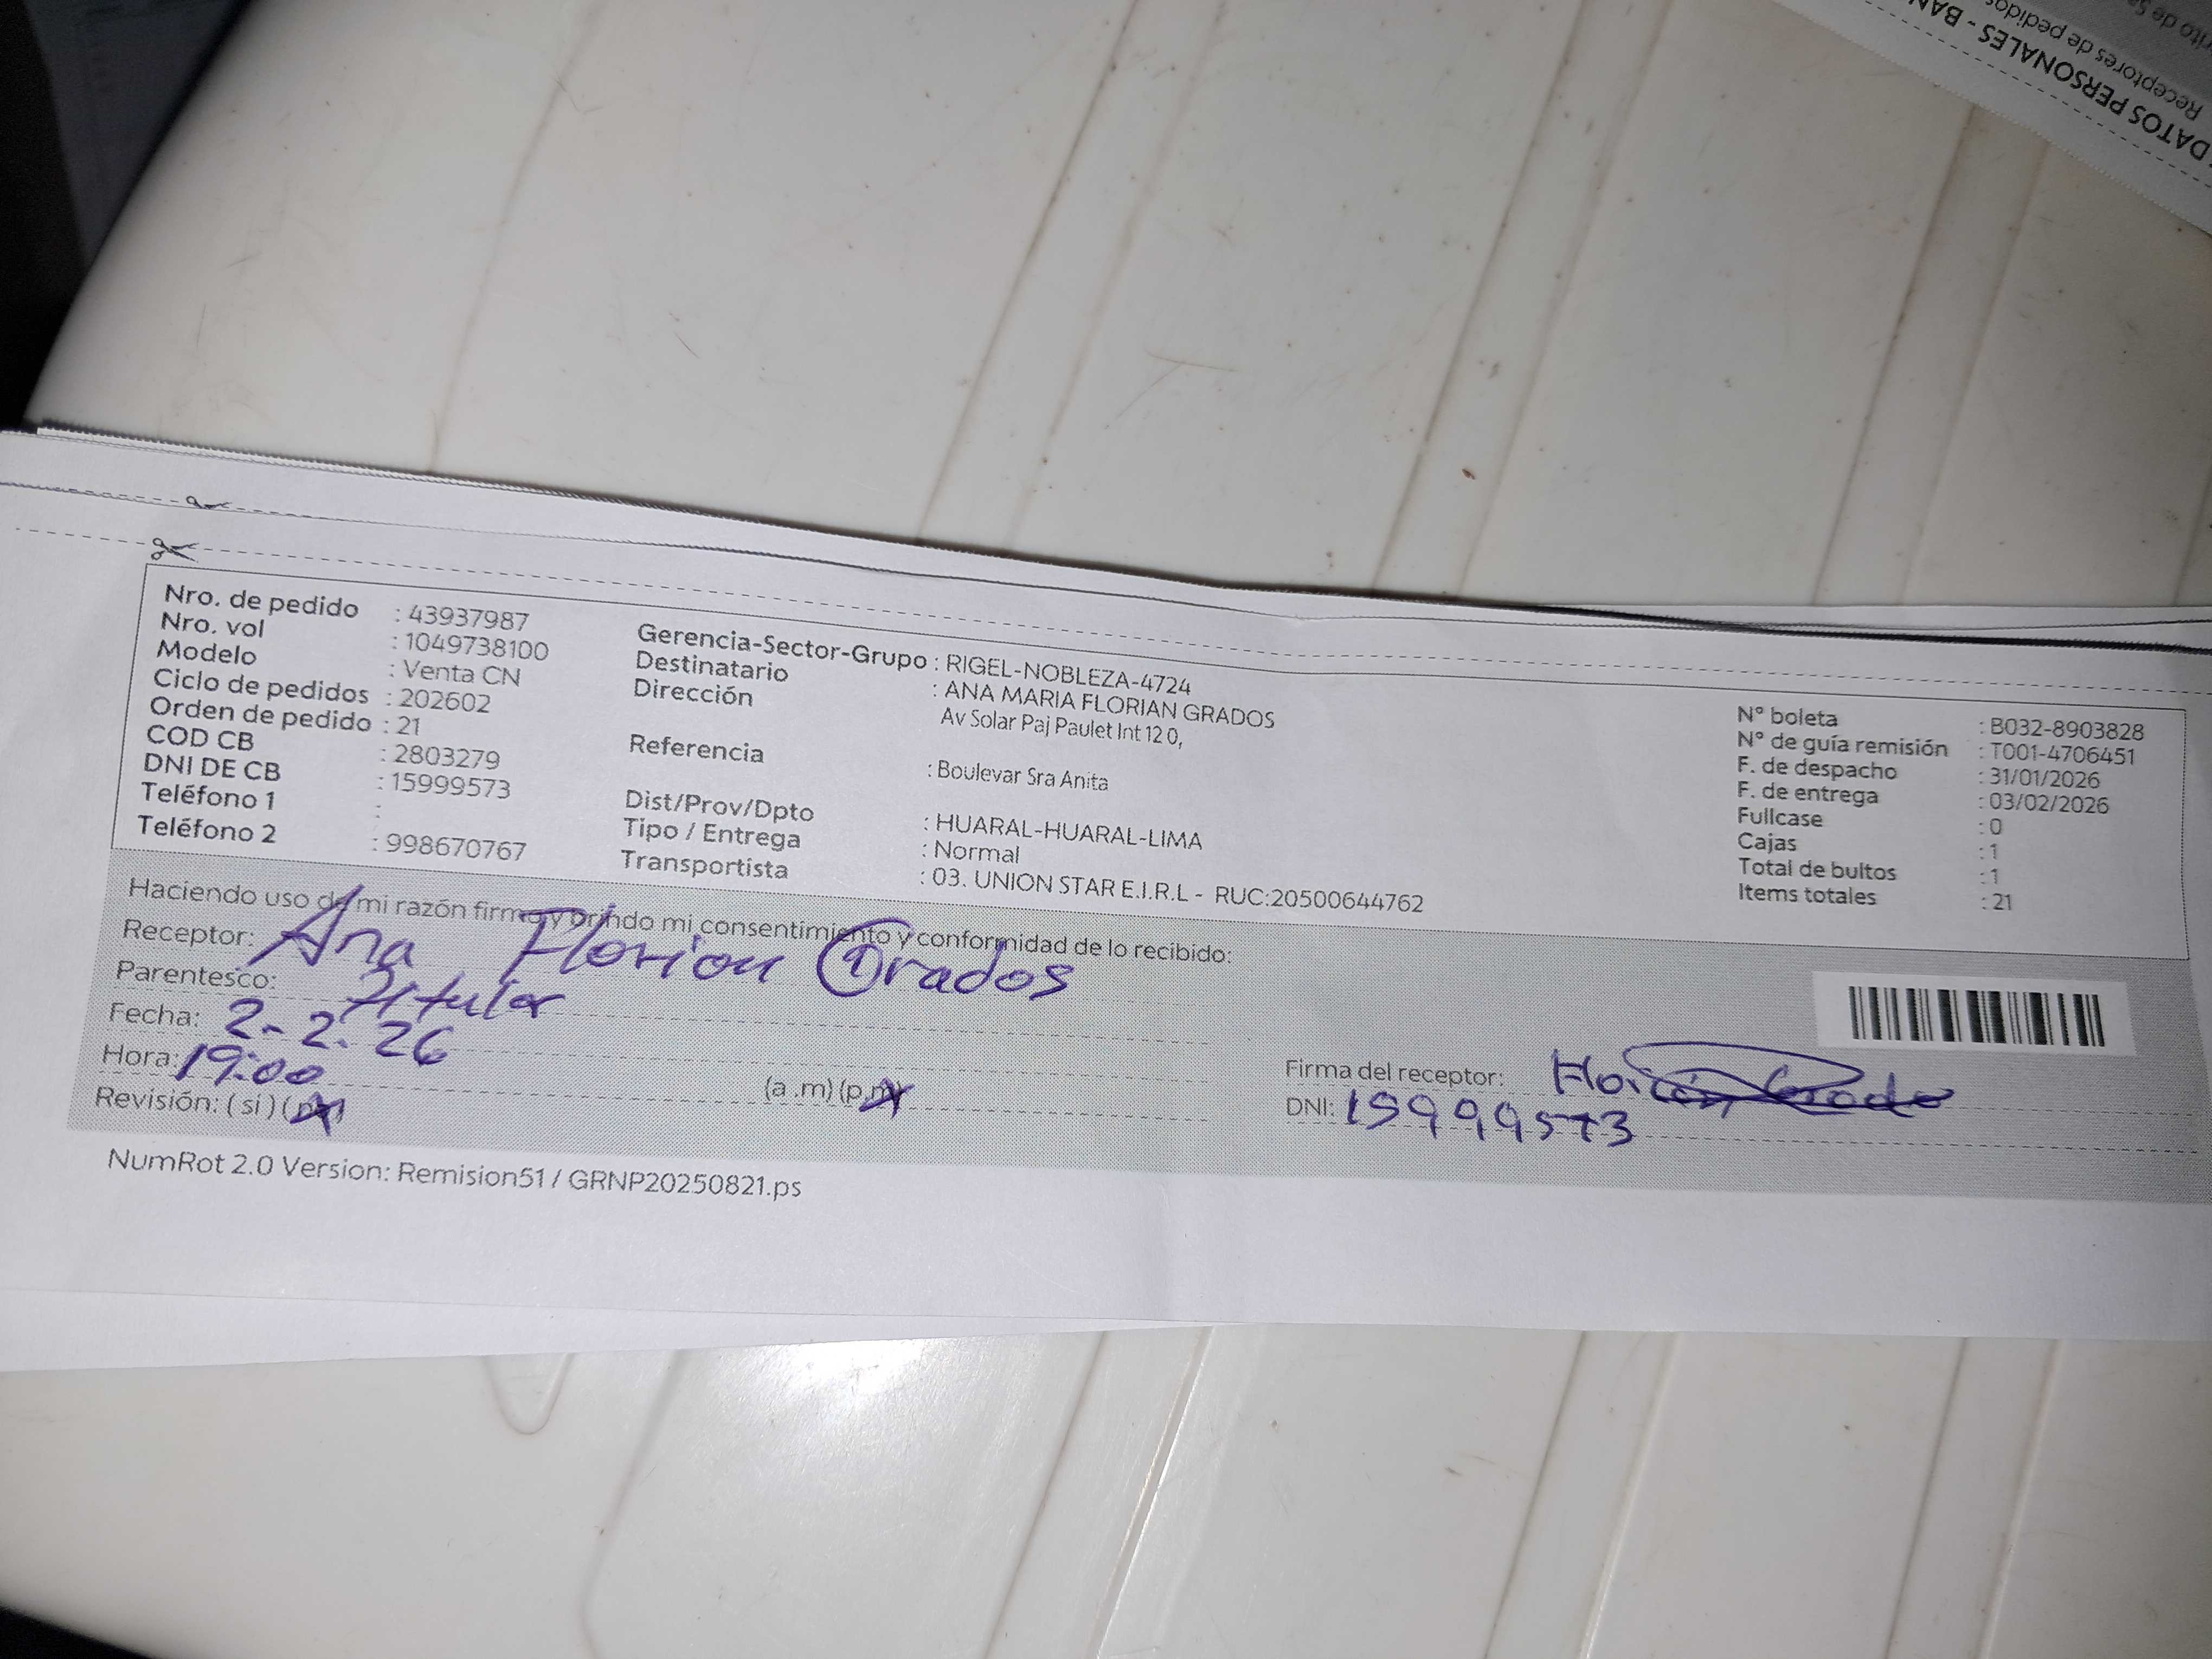 DATOS PERSONALES - BAN
Receptores de pedidos
rito de Sa
Nro. de pedido : 43937987
Nro. vol : 1049738100
Modelo : Venta CN
Ciclo de pedidos : 202602
Orden de pedido : 21
COD CB : 2803279
DNI DE CB : 15999573
Teléfono 1 :
Teléfono 2 : 998670767
Gerencia-Sector-Grupo : RIGEL-NOBLEZA-4724
Destinatario : ANA MARIA FLORIAN GRADOS
Dirección Av Solar Paj Paulet Int 12 0,
Referencia : Boulevar Sra Anita
Dist/Prov/Dpto : HUARAL-HUARAL-LIMA
Tipo / Entrega : Normal
Transportista : 03. UNION STAR E.I.R.L - RUC:20500644762
N° boleta : B032-8903828
N° de guía remisión : T001-4706451
F. de despacho : 31/01/2026
F. de entrega : 03/02/2026
Fullcase : 0
Cajas : 1
Total de bultos : 1
Items totales : 21
Haciendo uso de mi razón firmo y brindo mi consentimiento y conformidad de lo recibido:
Receptor: Ana Florian Grados
Parentesco: Titular
Fecha: 2-2.26
Hora: 19:00 (a .m) (p.m)
Revisión: ( si ) ( no )
Firma del receptor: Florián Grados
DNI: 15999573
NumRot 2.0 Version: Remision51 / GRNP20250821.ps